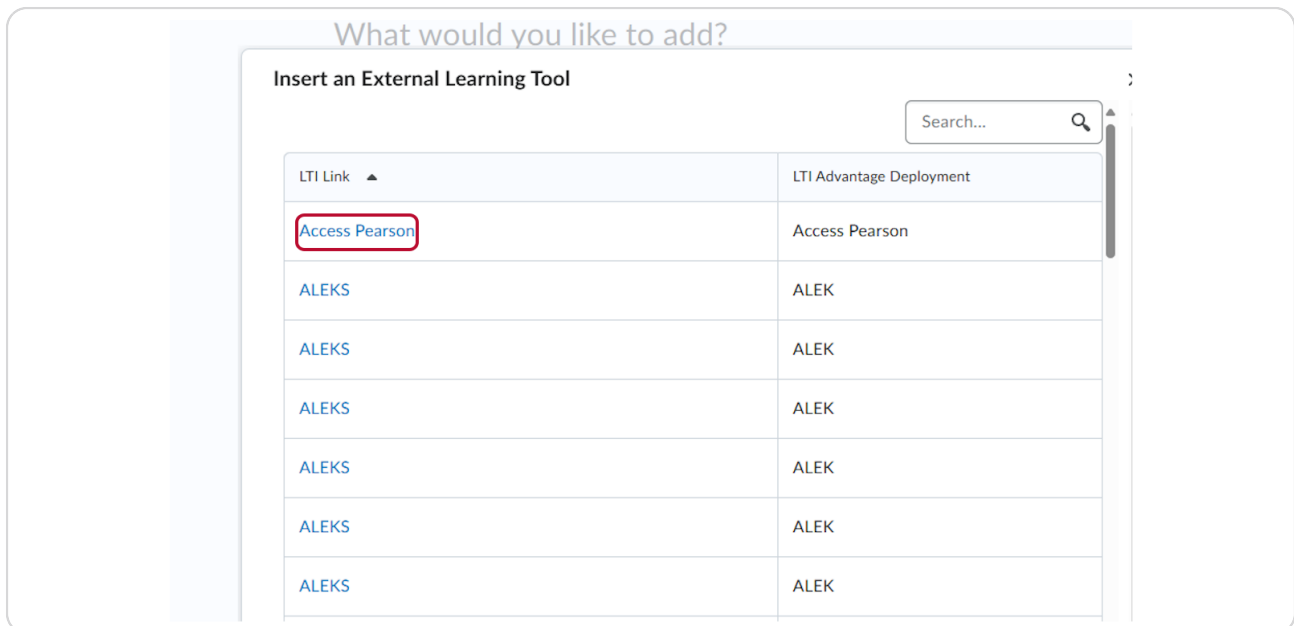 What would you like to add?
Insert an External Learning Tool
Search...
LTI Link LTI Advantage Deployment
Access Pearson Access Pearson
ALEKS ALEK
ALEKS ALEK
ALEKS ALEK
ALEKS ALEK
ALEKS ALEK
ALEKS ALEK